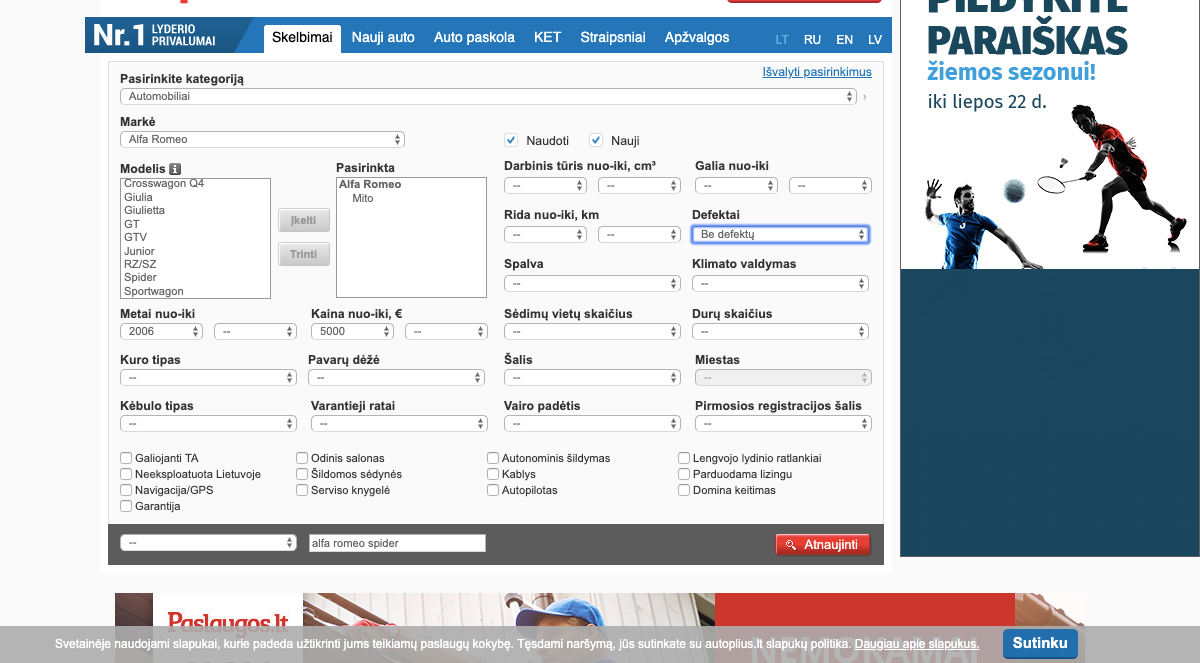 PILDYKITE
PARAIŠKAS
žiemos sezonui!
iki liepos 22 d.
Nr.1 LYDERIO
PRIVALUMAI
Skelbimai Nauji auto Auto paskola KET Straipsniai Apžvalgos LT RU EN LV
Išvalyti pasirinkimus
Pasirinkite kategoriją
Automobiliai
Markė
Alfa Romeo
Naudoti Nauji
Modelis Pasirinkta Darbinis tūris nuo-iki, cm³ Galia nuo-iki
Crosswagon Q4
Giulia
Giulietta
GT
GTV
Junior
RZ/SZ
Spider
Sportwagon
Įkelti
Trinti
Alfa Romeo
Mito
-- -- -- --
Rida nuo-iki, km Defektai
-- -- Be defektų
Spalva Klimato valdymas
-- --
Metai nuo-iki Kaina nuo-iki, € Sėdimų vietų skaičius Durų skaičius
2006 -- 5000 -- -- --
Kuro tipas Pavarų dėžė Šalis Miestas
-- -- -- --
Kėbulo tipas Varantieji ratai Vairo padėtis Pirmosios registracijos šalis
-- -- -- --
Galiojanti TA Odinis salonas Autonominis šildymas Lengvojo lydinio ratlankiai
Neeksploatuota Lietuvoje Šildomos sėdynės Kablys Parduodama lizingu
Navigacija/GPS Serviso knygelė Autopilotas Domina keitimas
Garantija
-- alfa romeo spider Atnaujinti
Paslaugos.lt
NEMOKAMAI
Svetainėje naudojami slapukai, kurie padeda užtikrinti jums teikiamų paslaugų kokybę. Tęsdami naršymą, jūs sutinkate su autoplius.lt slapukų politika. Daugiau apie slapukus. Sutinku